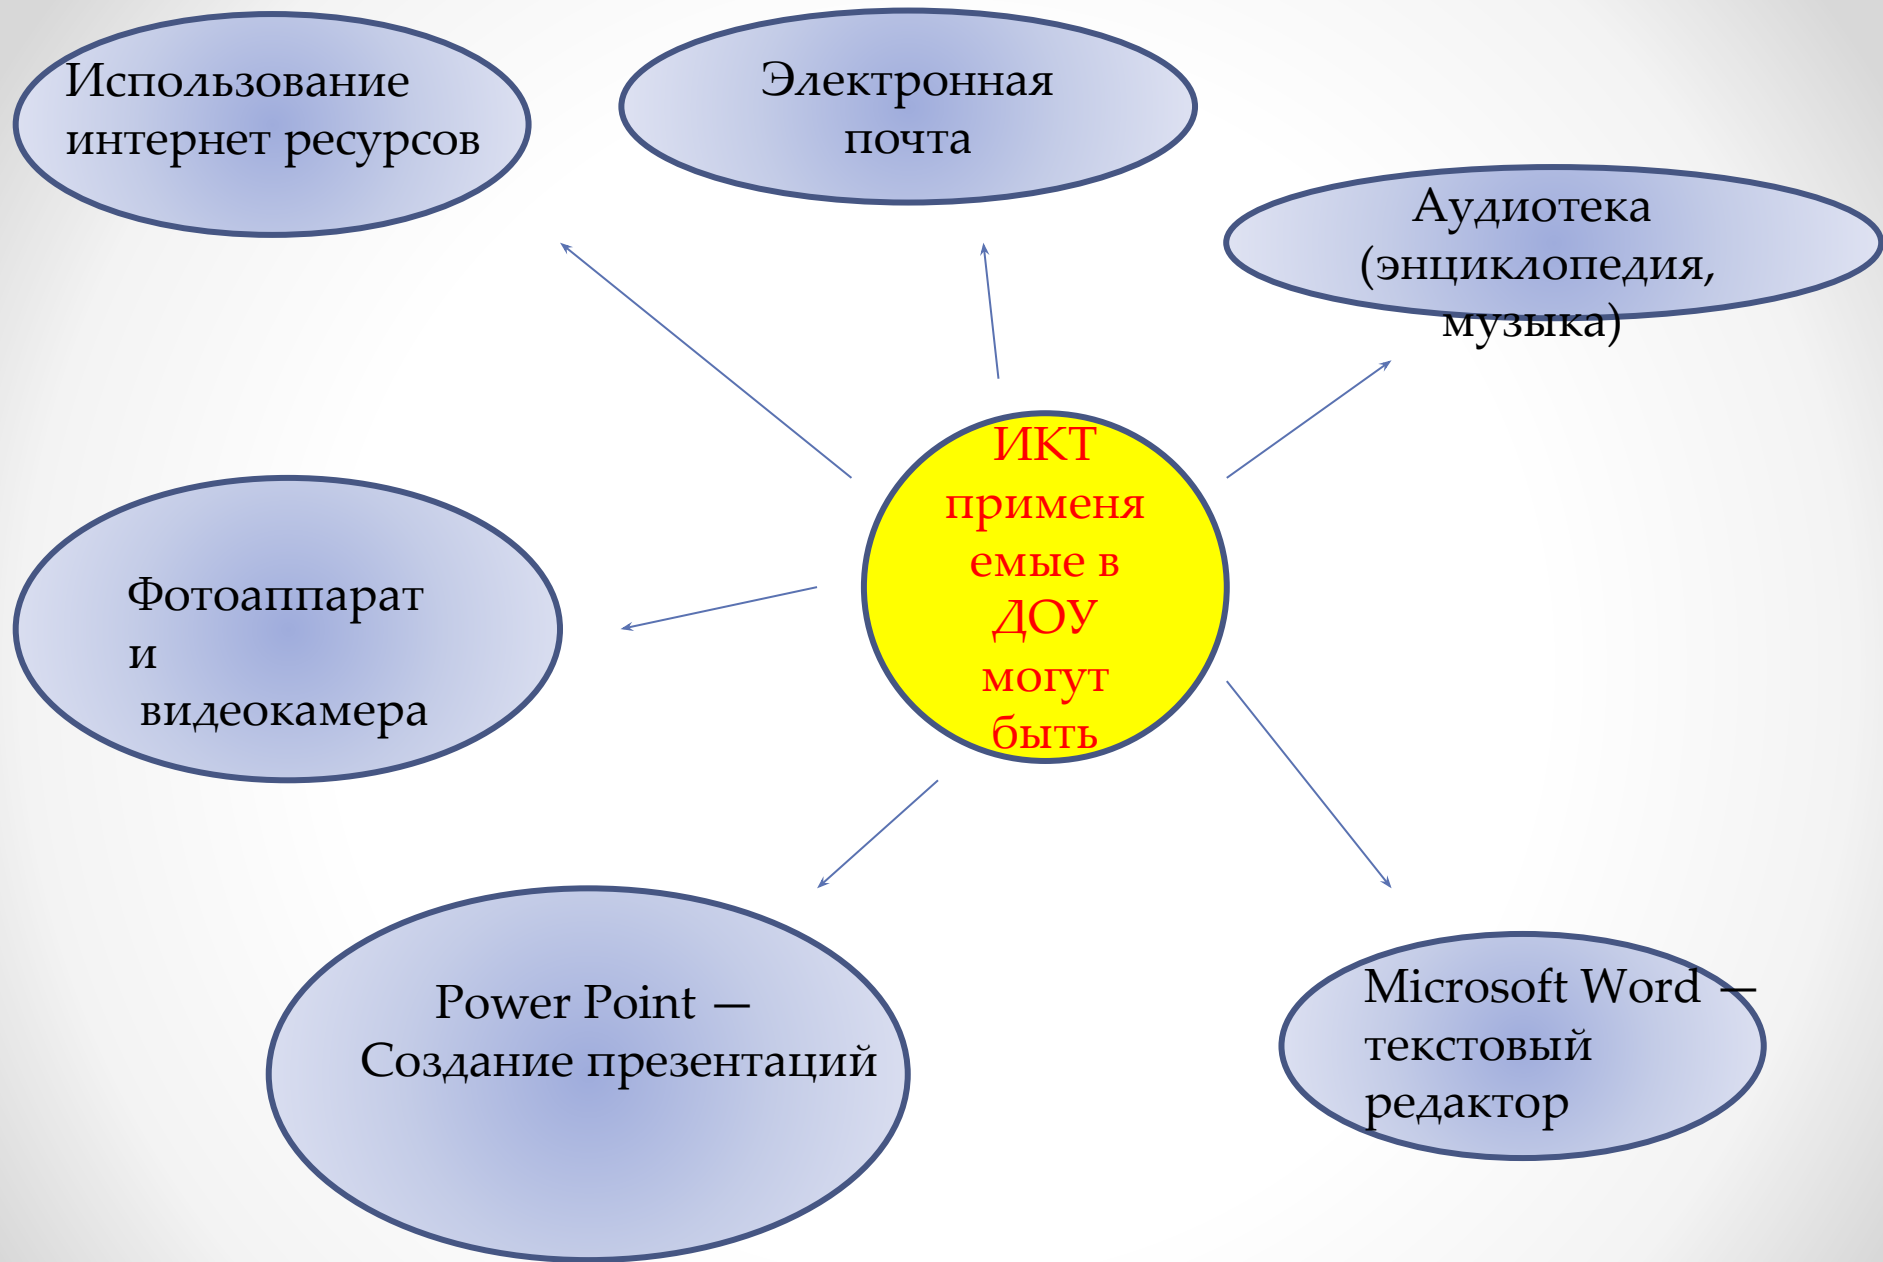 Использование
интернет ресурсов
Электронная
почта
Аудиотека
(энциклопедия,
музыка)
ИКТ
применя
емые в
ДОУ
могут
быть
Фотоаппарат
и
видеокамера
Power Point —
Создание презентаций
Microsoft Word —
текстовый
редактор